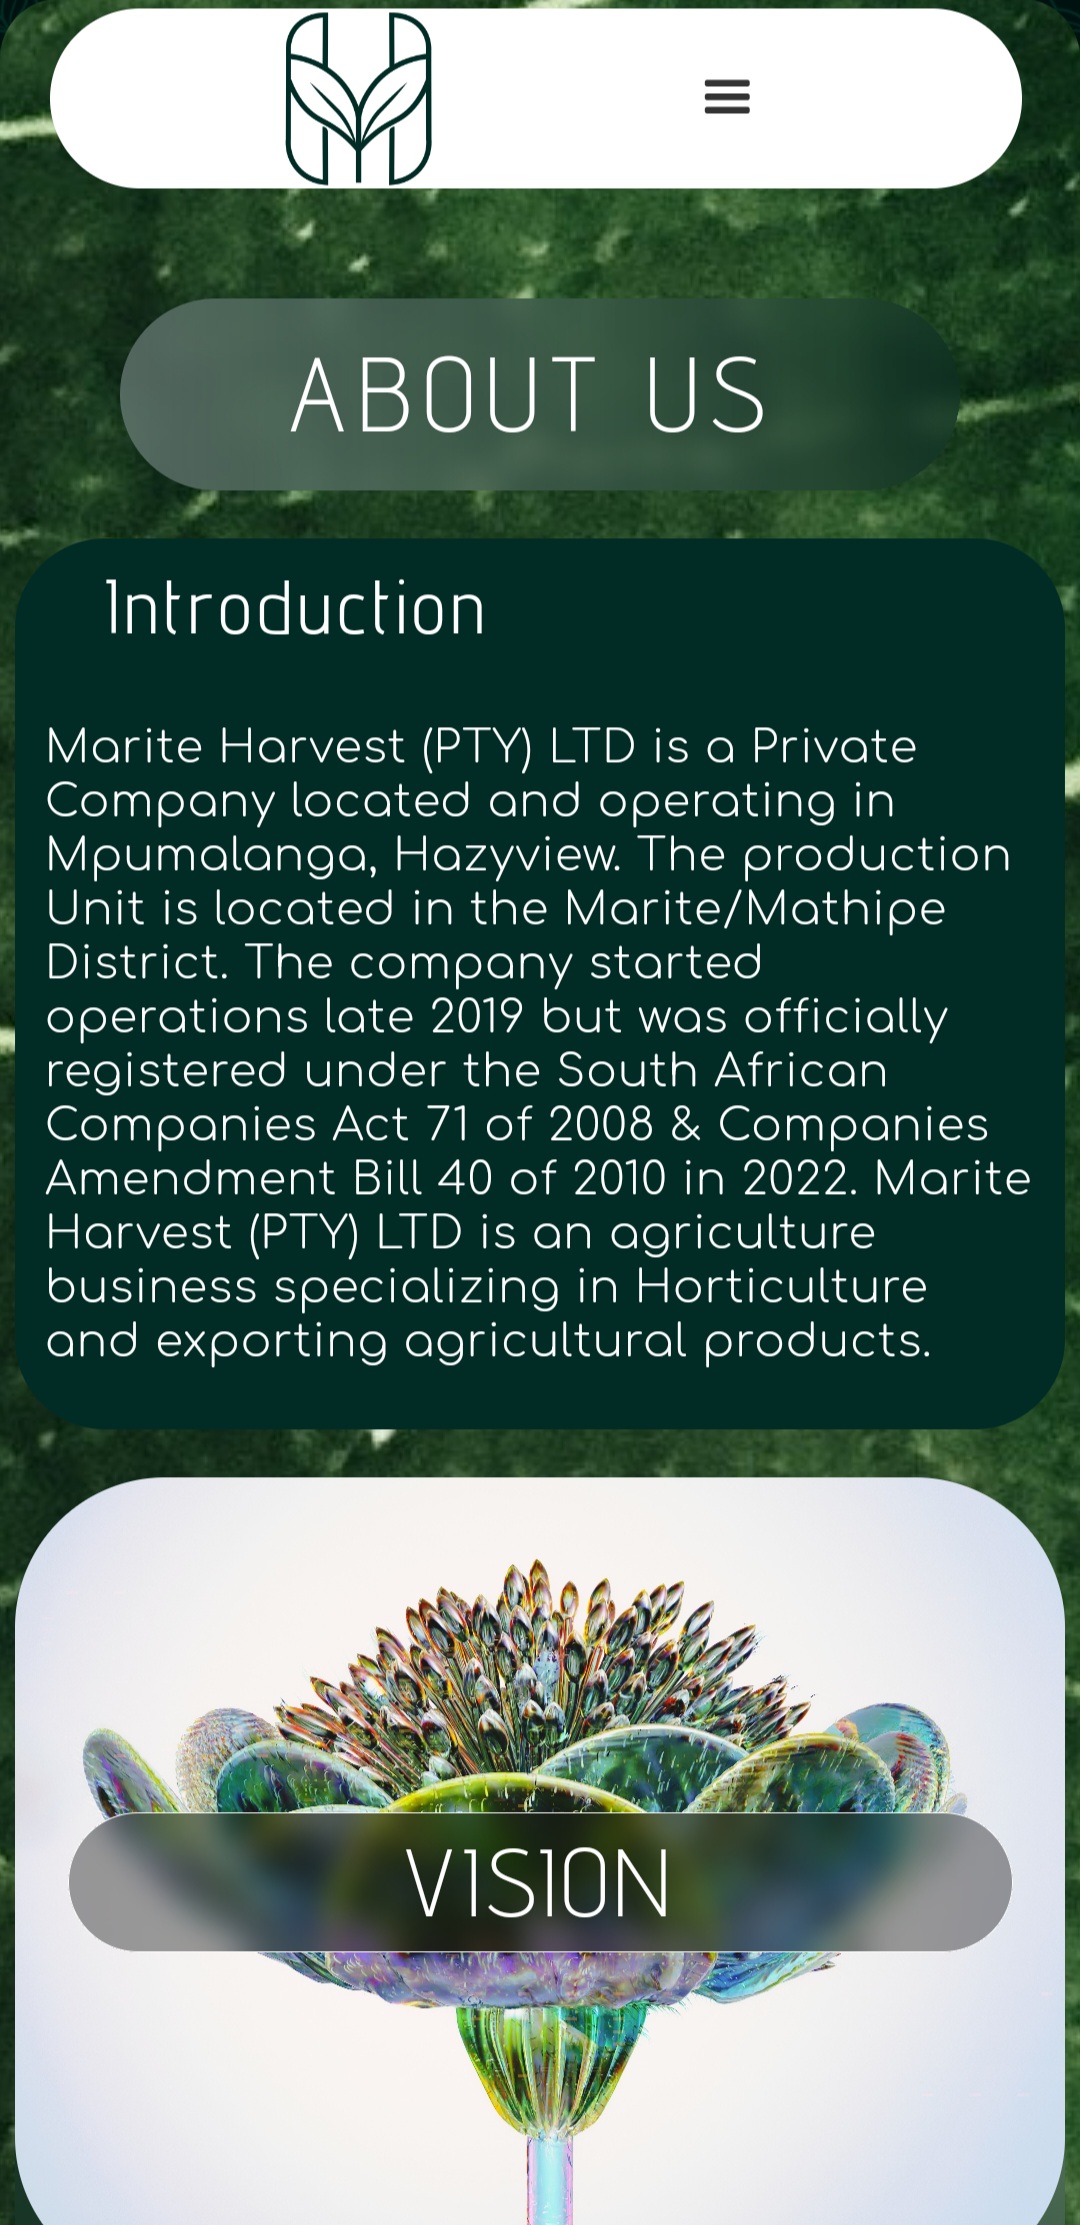 ABOUT US
Introduction
Marite Harvest (PTY) LTD is a Private
Company located and operating in
Mpumalanga, Hazyview. The production
Unit is located in the Marite/Mathipe
District. The company started
operations late 2019 but was officially
registered under the South African
Companies Act 71 of 2008 & Companies
Amendment Bill 40 of 2010 in 2022. Marite
Harvest (PTY) LTD is an agriculture
business specializing in Horticulture
and exporting agricultural products.
VISION